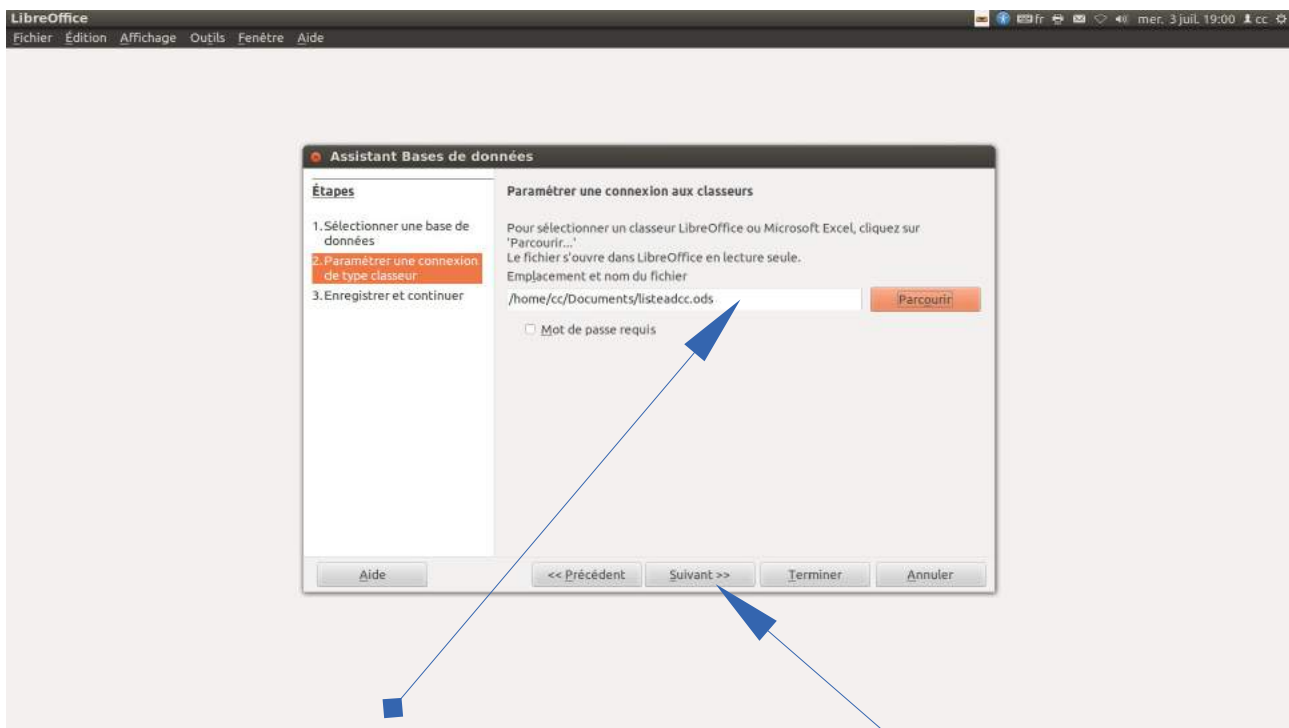 LibreOffice
fr mer. 3 juil. 19:00 cc
Fichier Édition Affichage Outils Fenêtre Aide
Assistant Bases de données
Étapes
1. Sélectionner une base de
données
2. Paramétrer une connexion
de type classeur
3. Enregistrer et continuer
Paramétrer une connexion aux classeurs
Pour sélectionner un classeur LibreOffice ou Microsoft Excel, cliquez sur
'Parcourir...'
Le fichier s'ouvre dans LibreOffice en lecture seule.
Emplacement et nom du fichier
/home/cc/Documents/listeadcc.ods
Parcourir
Mot de passe requis
Aide
<< Précédent
Suivant >>
Terminer
Annuler